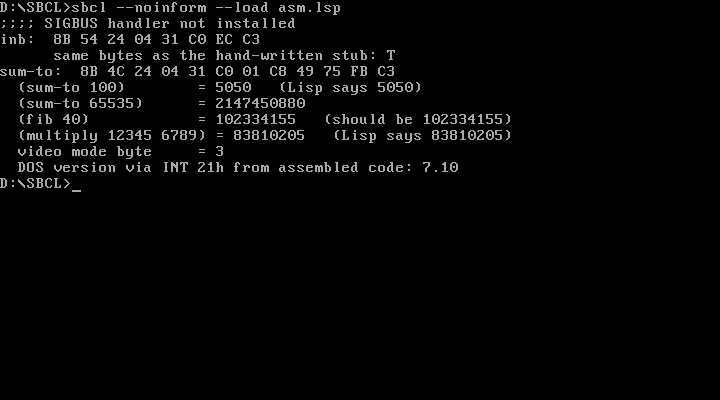 D:\SBCL>sbcl --noinform --load asm.lsp
;;;; SIGBUS handler not installed
inb:  8B 54 24 04 31 C0 EC C3
      same bytes as the hand-written stub: T
sum-to:  8B 4C 24 04 31 C0 01 C8 49 75 FB C3
  (sum-to 100)        = 5050   (Lisp says 5050)
  (sum-to 65535)      = 2147450880
  (fib 40)            = 102334155   (should be 102334155)
  (multiply 12345 6789) = 83810205   (Lisp says 83810205)
  video mode byte     = 3
  DOS version via INT 21h from assembled code: 7.10
D:\SBCL>_